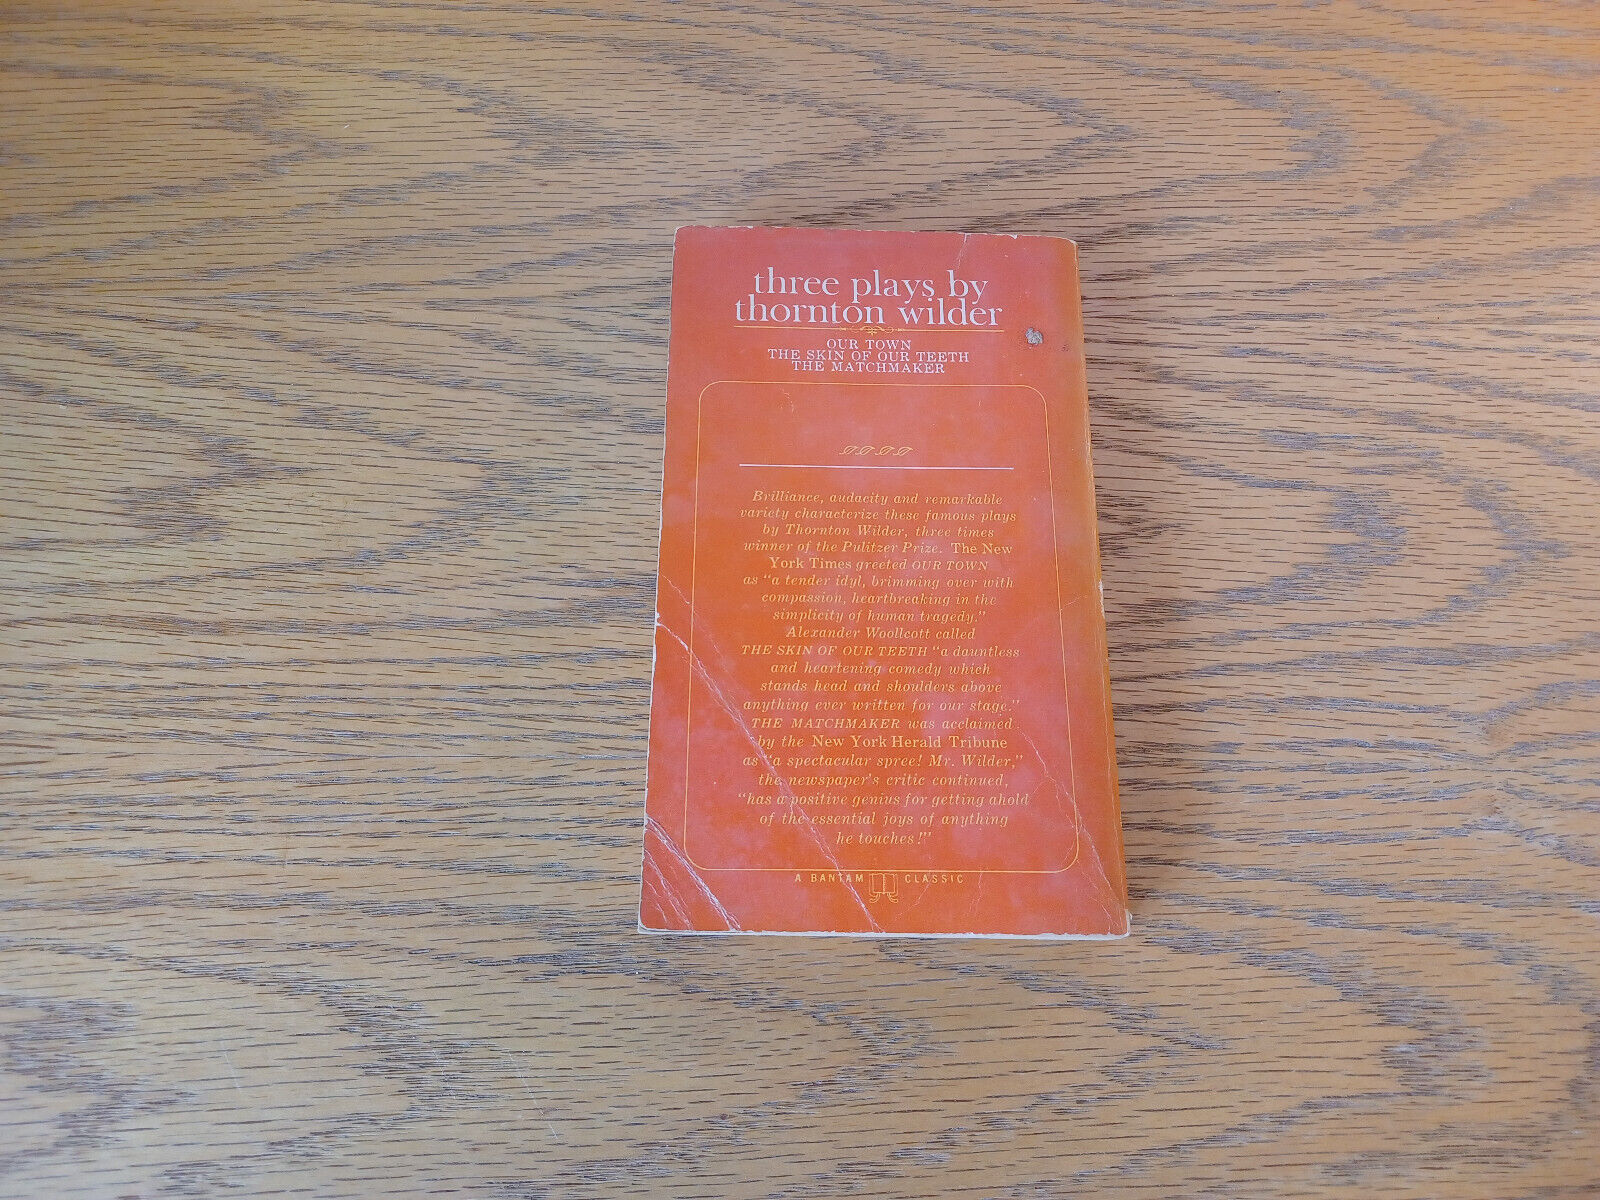 three plays by
thornton wilder
OUR TOWN
THE SKIN OF OUR TEETH
THE MATCHMAKER
Brilliance, audacity and remarkable
variety characterize these famous plays
by Thornton Wilder, three times
winner of the Pulitzer Prize. The New
York Times greeted OUR TOWN
as "a tender idyl, brimming over with
compassion, heartbreaking in the
simplicity of human tragedy."
Alexander Woollcott called
THE SKIN OF OUR TEETH "a dauntless
and heartening comedy which
stands head and shoulders above
anything ever written for our stage."
THE MATCHMAKER was acclaimed
by the New York Herald Tribune
as "a spectacular spree! Mr. Wilder,"
the newspaper's critic continued,
"has a positive genius for getting ahold
of the essential joys of anything
he touches!"
A BANTAM CLASSIC